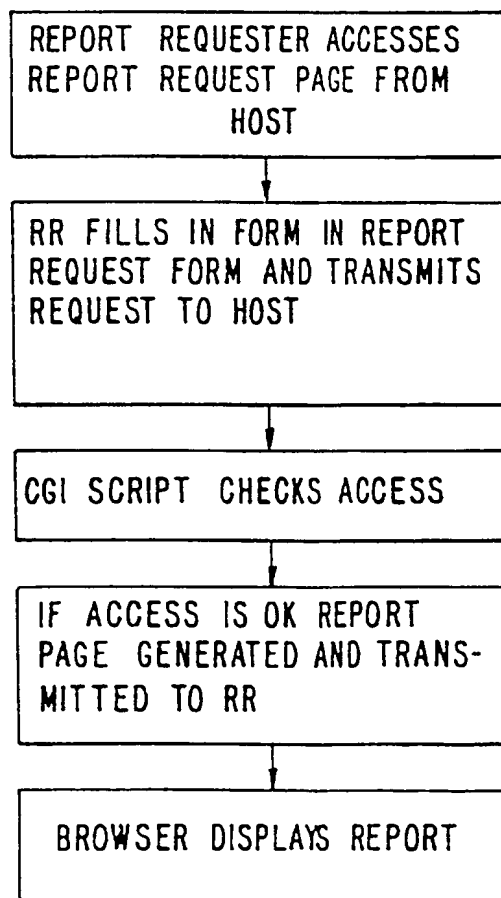 REPORT REQUESTER ACCESSES
REPORT REQUEST PAGE FROM
HOST
RR FILLS IN FORM IN REPORT
REQUEST FORM AND TRANSMITS
REQUEST TO HOST
CGI SCRIPT CHECKS ACCESS
IF ACCESS IS OK REPORT
PAGE GENERATED AND TRANS-
MITTED TO RR
BROWSER DISPLAYS REPORT